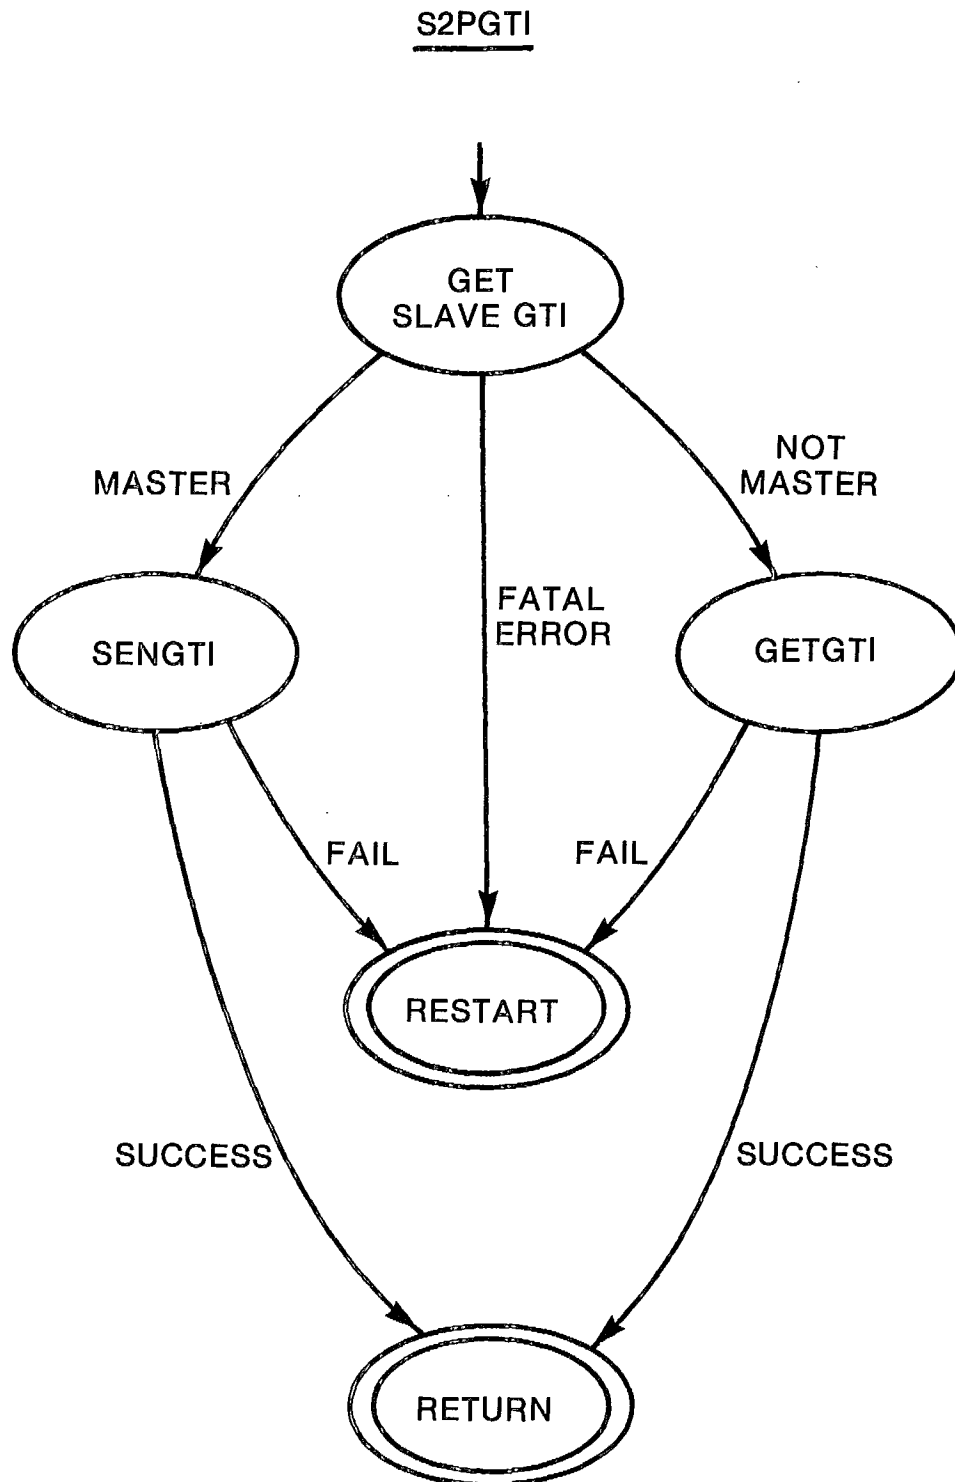 S2PGTI
GET
SLAVE GTI
MASTER
NOT
MASTER
FATAL
ERROR
SENGTI
GETGTI
FAIL
FAIL
RESTART
SUCCESS
SUCCESS
RETURN